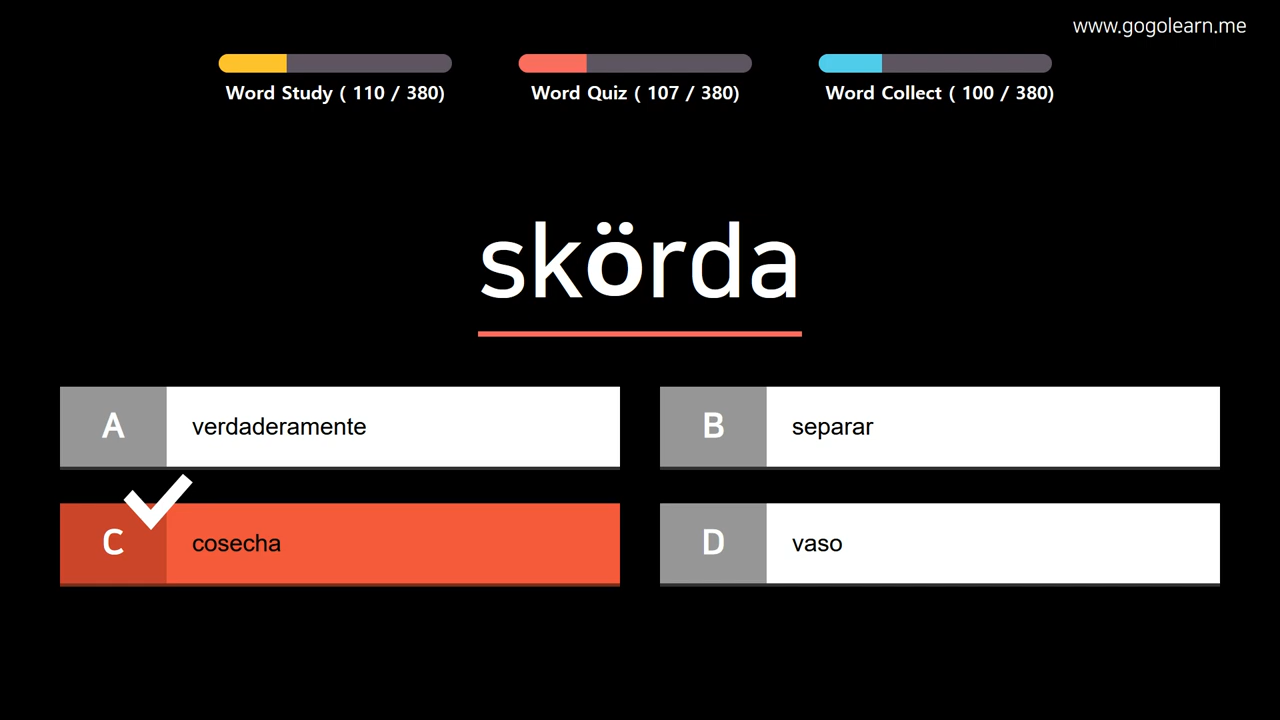 www.gogolearn.me
Word Study ( 110 / 380)
Word Quiz ( 107 / 380)
Word Collect ( 100 / 380)
skörda
A verdaderamente
B separar
C cosecha
D vaso